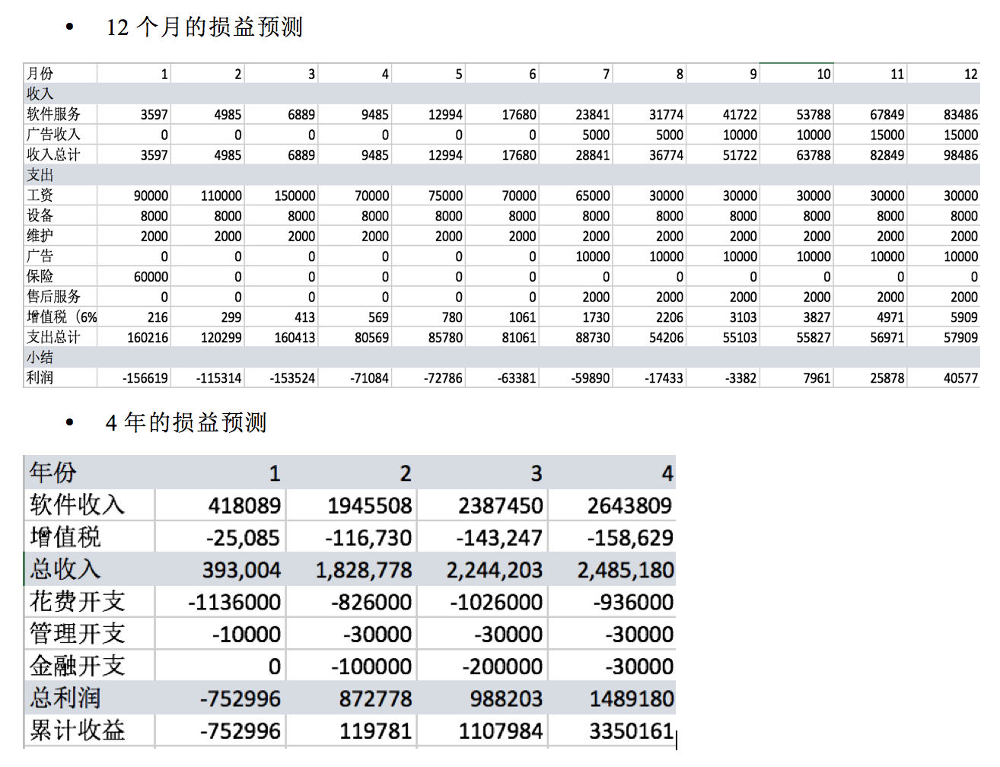 • 12 个月的损益预测
月份 1 2 3 4 5 6 7 8 9 10 11 12
收入
软件服务 3597 4985 6889 9485 12994 17680 23841 31774 41722 53788 67849 83486
广告收入 0 0 0 0 0 0 5000 5000 10000 10000 15000 15000
收入总计 3597 4985 6889 9485 12994 17680 28841 36774 51722 63788 82849 98486
支出
工资 90000 110000 150000 70000 75000 70000 65000 30000 30000 30000 30000 30000
设备 8000 8000 8000 8000 8000 8000 8000 8000 8000 8000 8000 8000
维护 2000 2000 2000 2000 2000 2000 2000 2000 2000 2000 2000 2000
广告 0 0 0 0 0 0 10000 10000 10000 10000 10000 10000
保险 60000 0 0 0 0 0 0 0 0 0 0 0
售后服务 0 0 0 0 0 0 2000 2000 2000 2000 2000 2000
增值税（6% 216 299 413 569 780 1061 1730 2206 3103 3827 4971 5909
支出总计 160216 120299 160413 80569 85780 81061 88730 54206 55103 55827 56971 57909
小结
利润 -156619 -115314 -153524 -71084 -72786 -63381 -59890 -17433 -3382 7961 25878 40577
• 4 年的损益预测
年份 1 2 3 4
软件收入 418089 1945508 2387450 2643809
增值税 -25,085 -116,730 -143,247 -158,629
总收入 393,004 1,828,778 2,244,203 2,485,180
花费开支 -1136000 -826000 -1026000 -936000
管理开支 -10000 -30000 -30000 -30000
金融开支 0 -100000 -200000 -30000
总利润 -752996 872778 988203 1489180
累计收益 -752996 119781 1107984 3350161